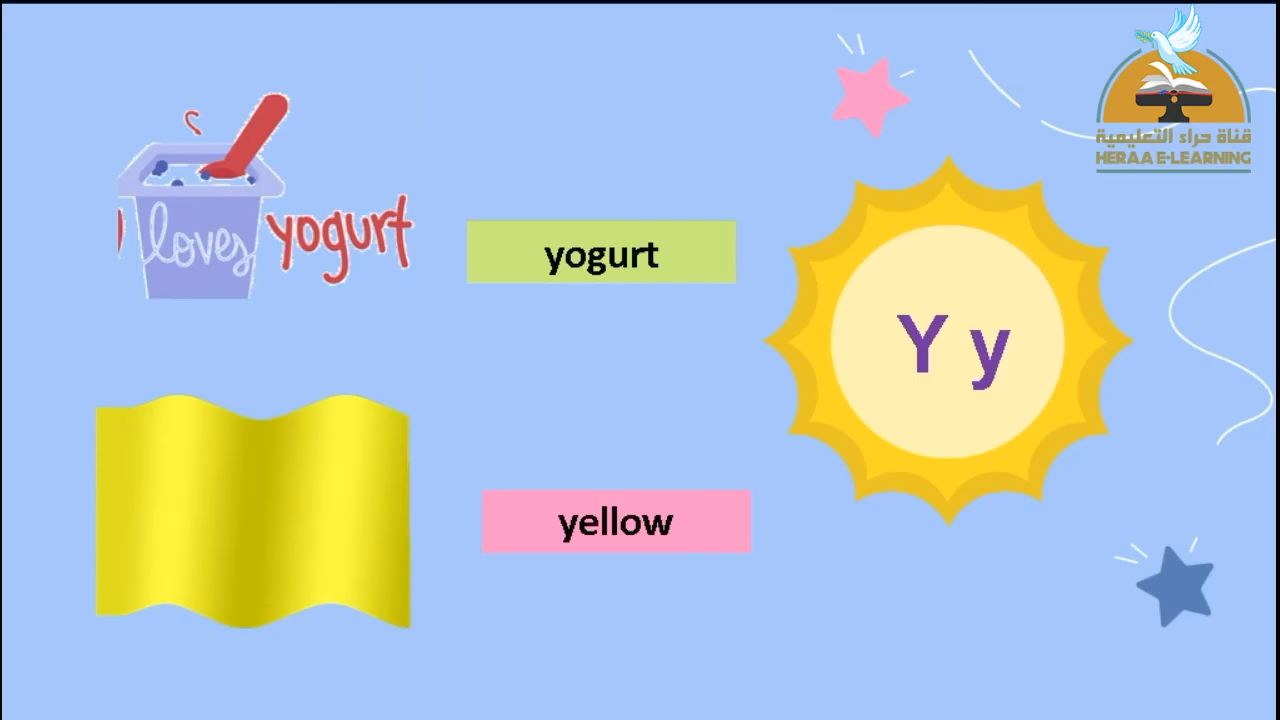 قناة حراء التعليمية
HERAA E-LEARNING
loves yogurt
yogurt
Y y
yellow